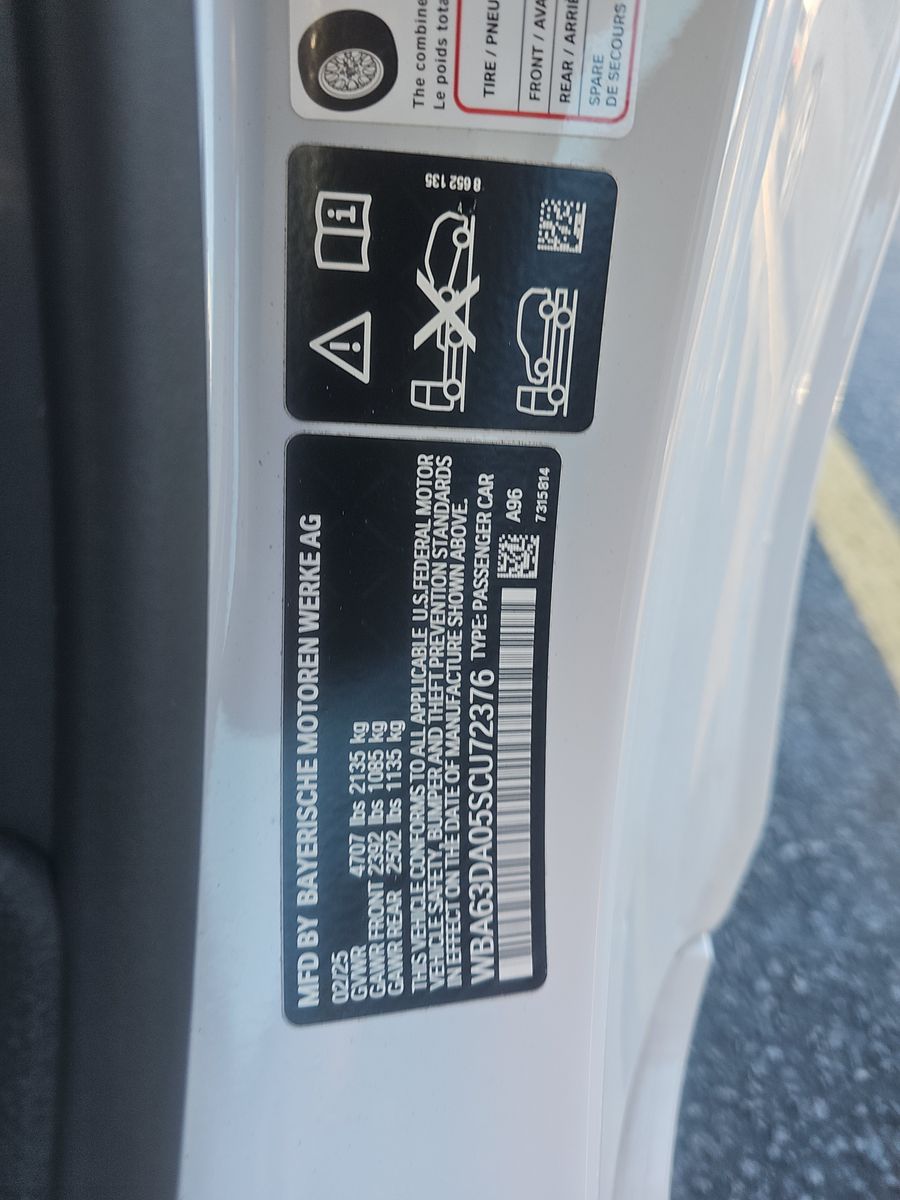 The combine
Le poids tota
TIRE / PNEU
FRONT / AVA
REAR / ARRIÈ
SPARE
DE SECOURS
8 652 135
MFD BY BAYERISCHE MOTOREN WERKE AG
02/25
GVWR 4707 lbs 2135 kg
GAWR FRONT 2392 lbs 1085 kg
GAWR REAR 2502 lbs 1135 kg
THIS VEHICLE CONFORMS TO ALL APPLICABLE U.S.FEDERAL MOTOR
VEHICLE SAFETY, BUMPER AND THEFT PREVENTION STANDARDS
IN EFFECT ON THE DATE OF MANUFACTURE SHOWN ABOVE.
WBA63DA05SCU72376 TYPE: PASSENGER CAR
A96
7315814